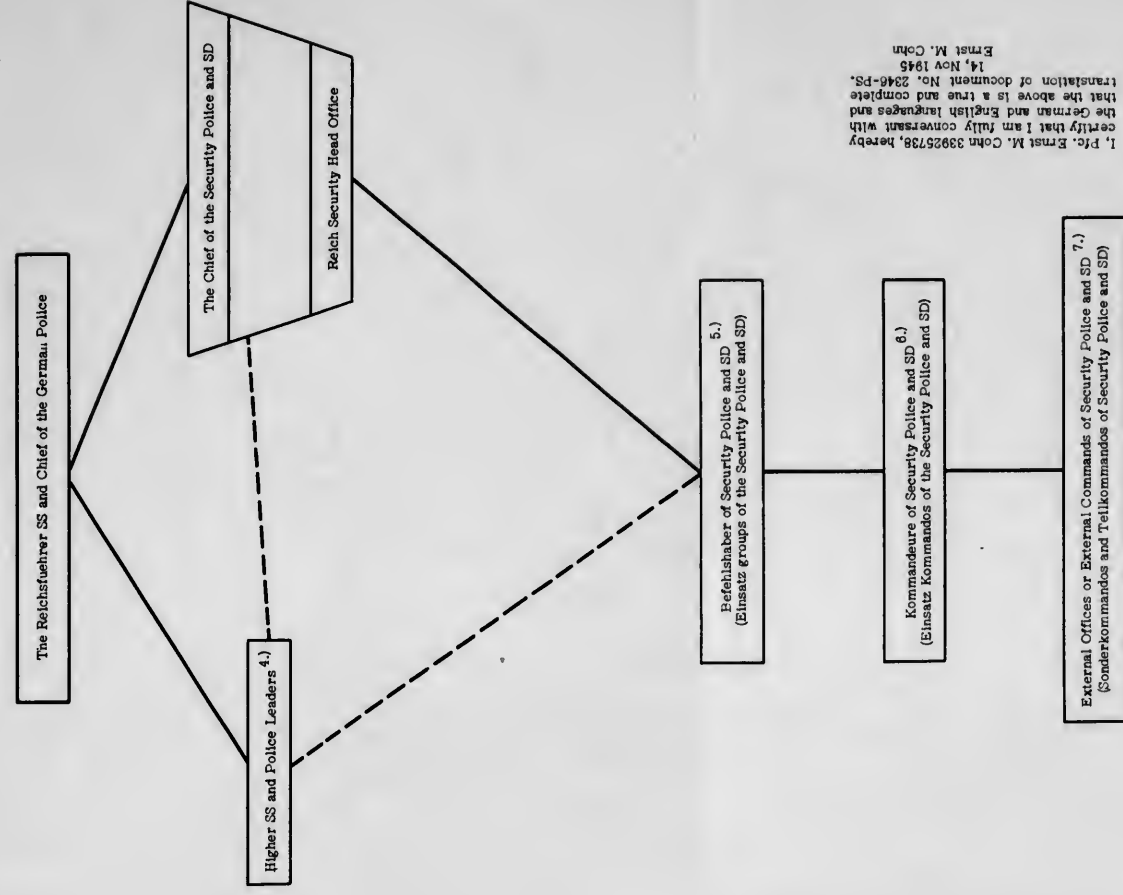 The Reichsfuehrer SS and Chief of the German Police
Higher SS and Police Leaders 4.)
The Chief of the Security Police and SD
Reich Security Head Office
Befehlshaber of Security Police and SD 5.)
(Einsatz groups of the Security Police and SD)
Kommandeure of Security Police and SD 6.)
(Einsatz Kommandos of the Security Police and SD)
External Offices or External Commands of Security Police and SD 7.)
(Sonderkommandos and Teilkommandos of Security Police and SD)
I, Pfc. Ernst M. Cohn 33925738, hereby
certify that I am fully conversant with
the German and English languages and
that the above is a true and complete
translation of document No. 2346-PS.
14, Nov 1945
Ernst M. Cohn